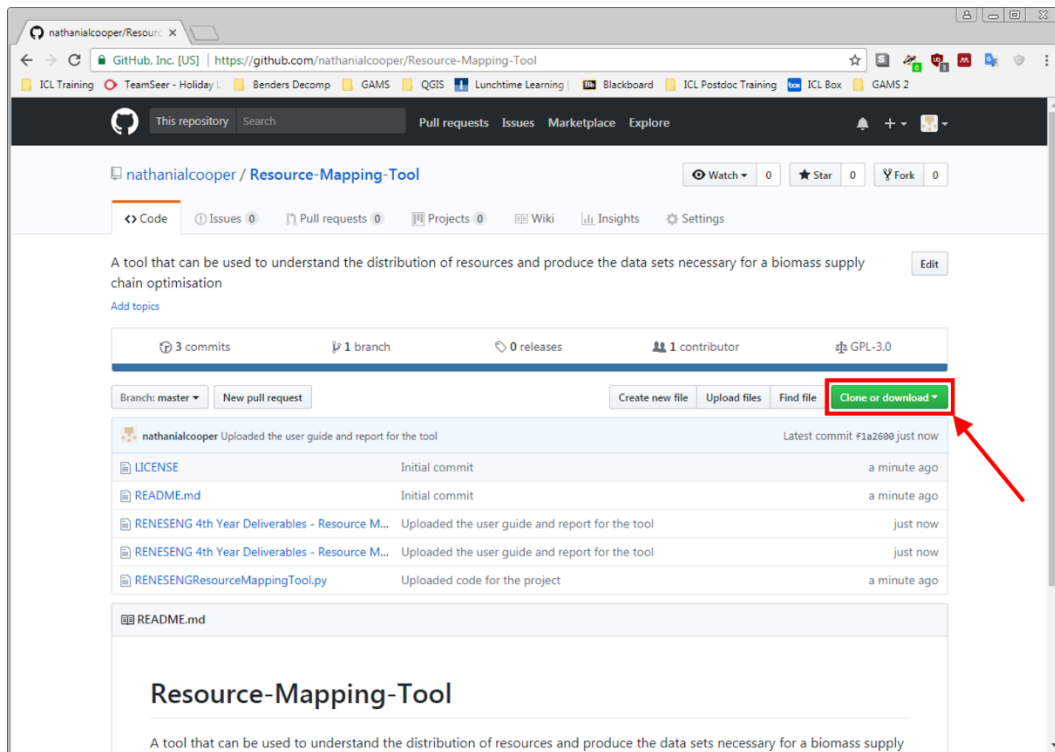 nathanialcooper/Resourc
GitHub, Inc. [US] | https://github.com/nathanialcooper/Resource-Mapping-Tool
ICL Training TeamSeer - Holiday Benders Decomp GAMS QGIS Lunchtime Learning | Blackboard ICL Postdoc Training ICL Box GAMS 2
This repository Search Pull requests Issues Marketplace Explore
nathanialcooper / Resource-Mapping-Tool Watch 0 Star 0 Fork 0
Code Issues 0 Pull requests 0 Projects 0 Wiki Insights Settings
A tool that can be used to understand the distribution of resources and produce the data sets necessary for a biomass supply
chain optimisation
Edit
Add topics
3 commits 1 branch 0 releases 1 contributor GPL-3.0
Branch: master New pull request Create new file Upload files Find file Clone or download
nathanialcooper Uploaded the user guide and report for the tool Latest commit f1a2600 just now
LICENSE Initial commit a minute ago
README.md Initial commit a minute ago
RENESENG 4th Year Deliverables - Resource M... Uploaded the user guide and report for the tool just now
RENESENG 4th Year Deliverables - Resource M... Uploaded the user guide and report for the tool just now
RENESENGResourceMappingTool.py Uploaded code for the project a minute ago
README.md
Resource-Mapping-Tool
A tool that can be used to understand the distribution of resources and produce the data sets necessary for a biomass supply